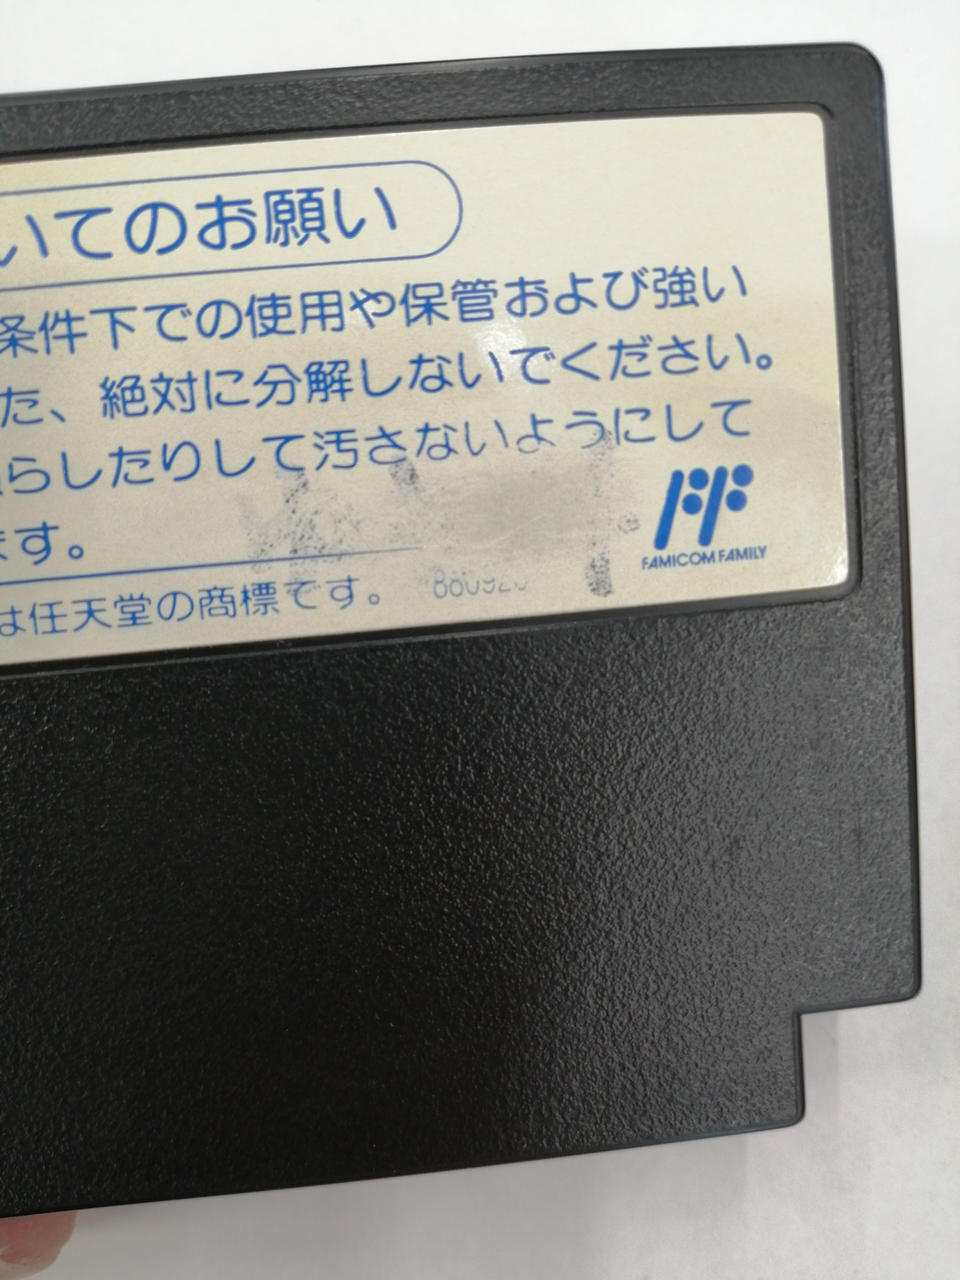 いてのお願い
条件下での使用や保管および強い
た、絶対に分解しないでください。
らしたりして汚さないようにして
ます。
は任天堂の商標です。
FAMICOM FAMILY